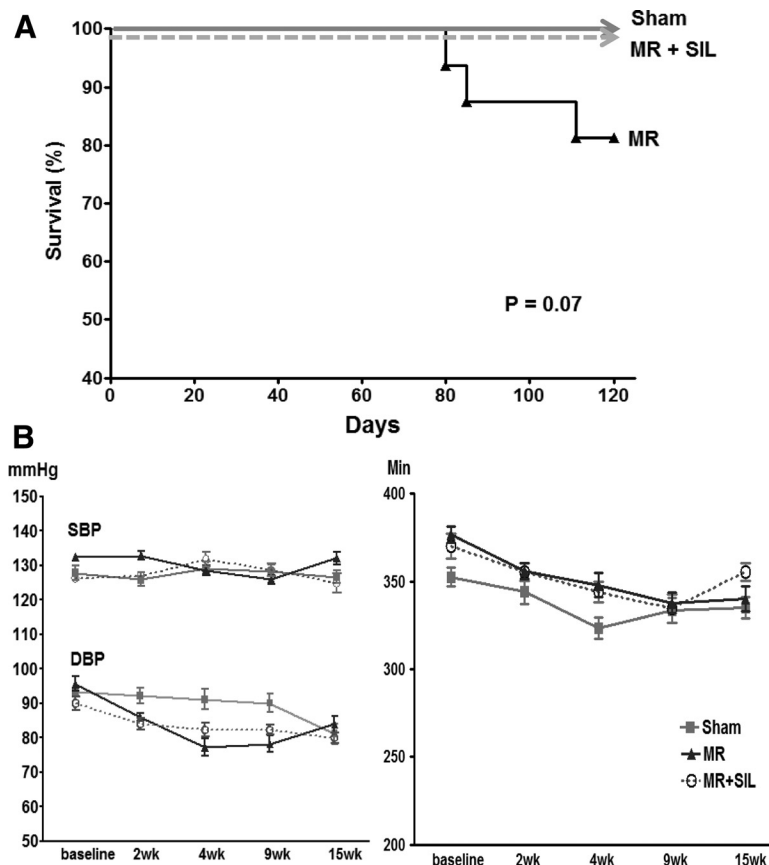 A
Sham
MR + SIL
MR
Survival (%)
100
90
80
70
60
50
40
P = 0.07
0 20 40 60 80 100 120
Days
B
mmHg
150
140
130
120
110
100
90
80
70
60
50
SBP
DBP
baseline 2wk 4wk 9wk 15wk
Min
400
350
300
250
200
Sham
MR
MR+SIL
baseline 2wk 4wk 9wk 15wk